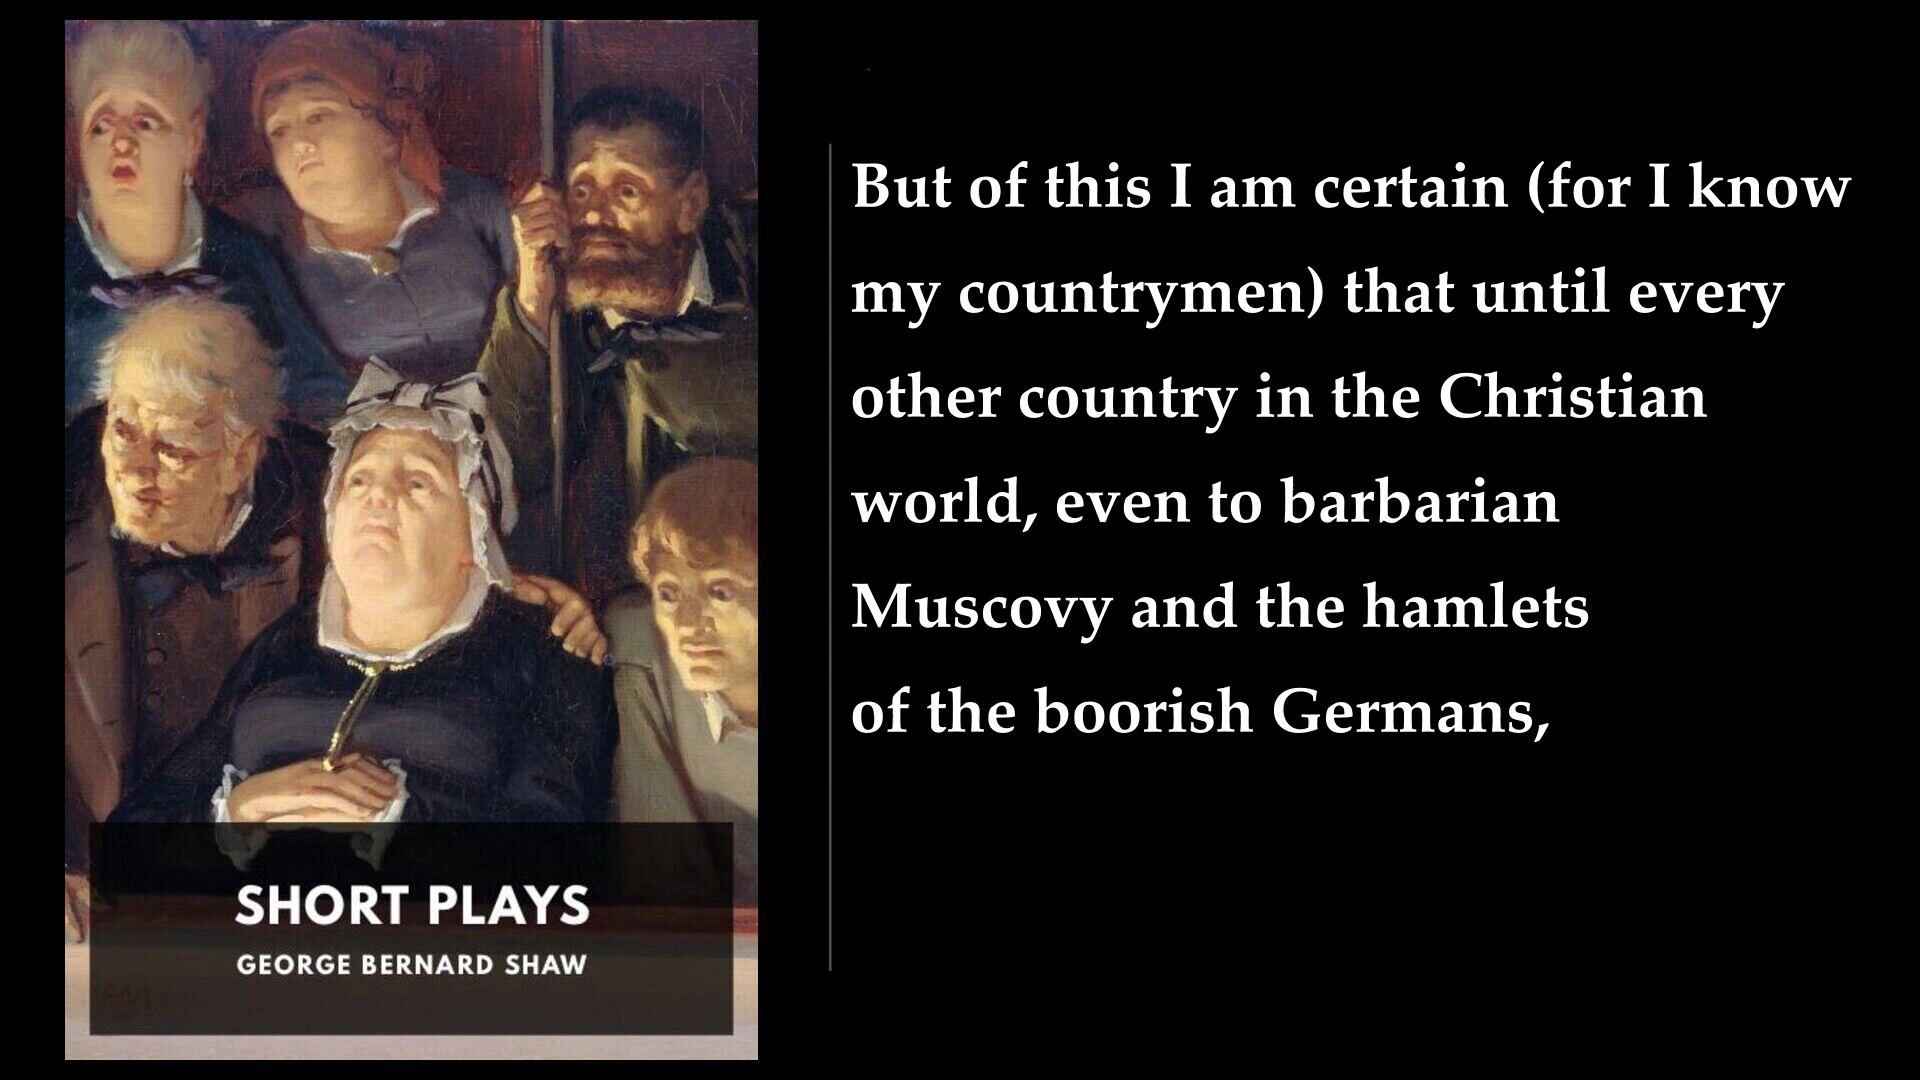 But of this I am certain (for I know
my countrymen) that until every
other country in the Christian
world, even to barbarian
Muscovy and the hamlets
of the boorish Germans,
SHORT PLAYS
GEORGE BERNARD SHAW